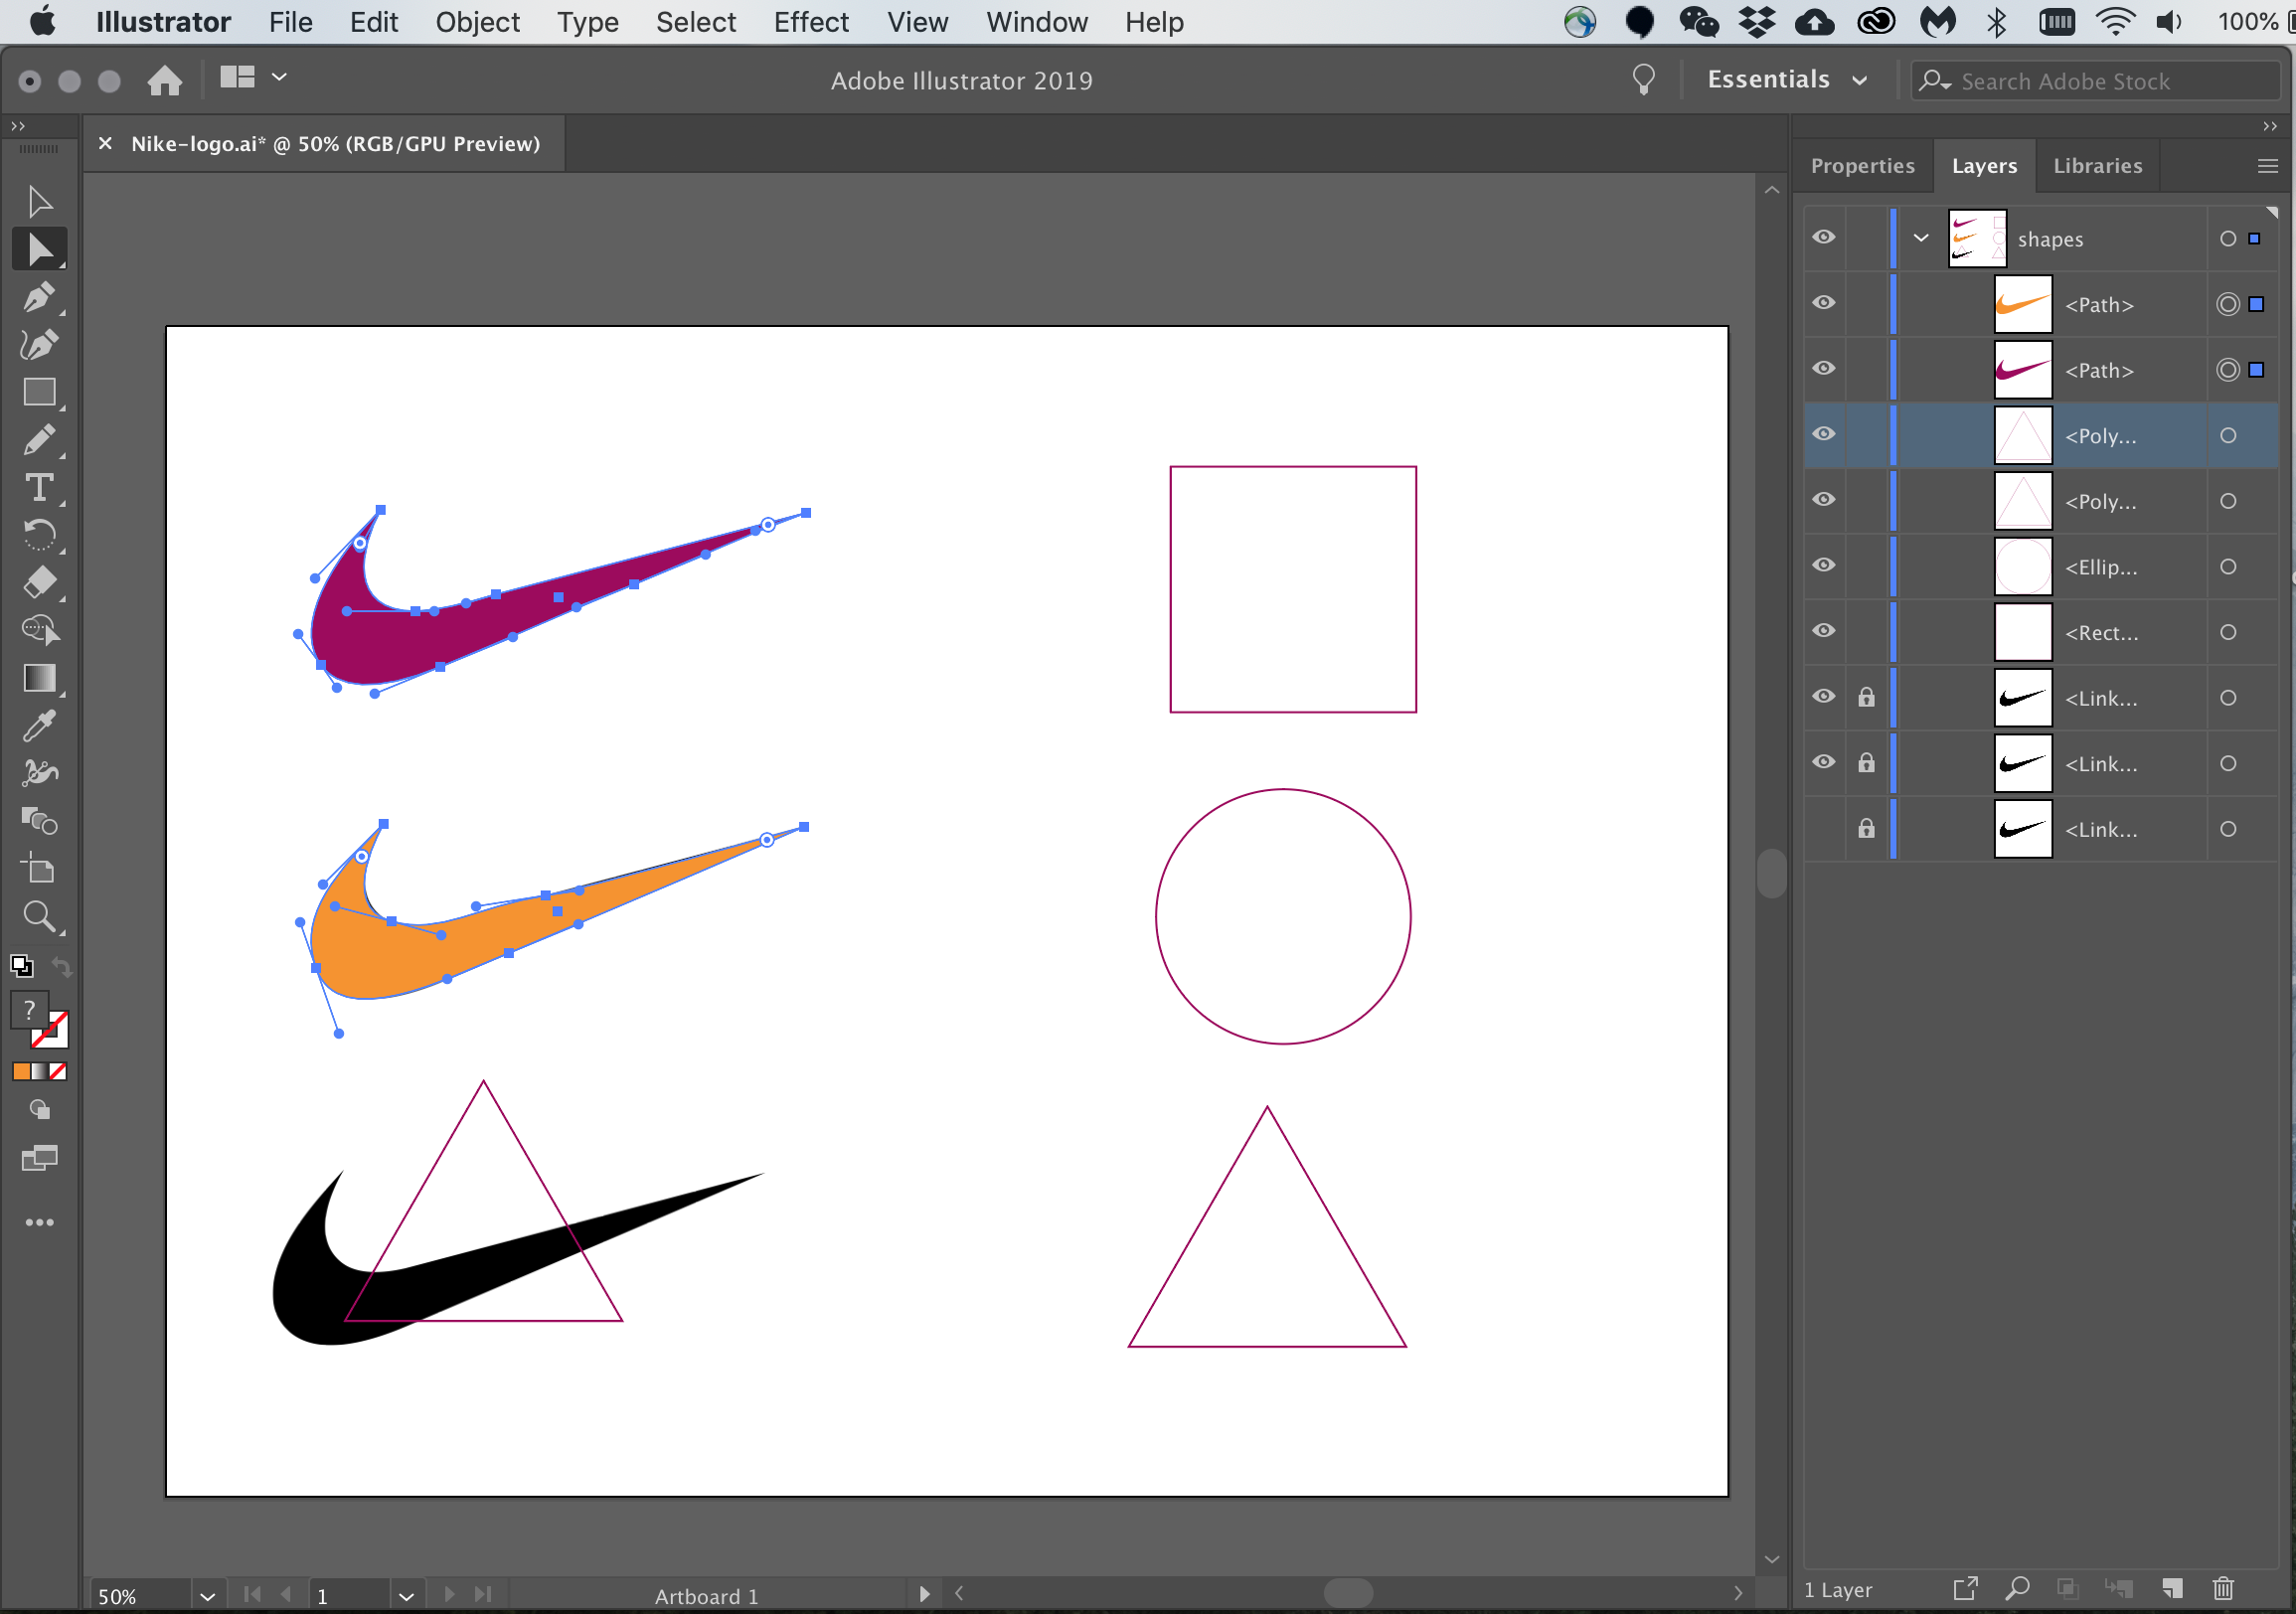 Illustrator File Edit Object Type Select Effect View Window Help 100%
Adobe Illustrator 2019
Essentials
Search Adobe Stock
× Nike-logo.ai* @ 50% (RGB/GPU Preview)
Properties Layers Libraries
shapes
<Path>
<Path>
<Poly...
<Poly...
<Ellip...
<Rect...
<Link...
<Link...
<Link...
?
50% 1 Artboard 1
1 Layer